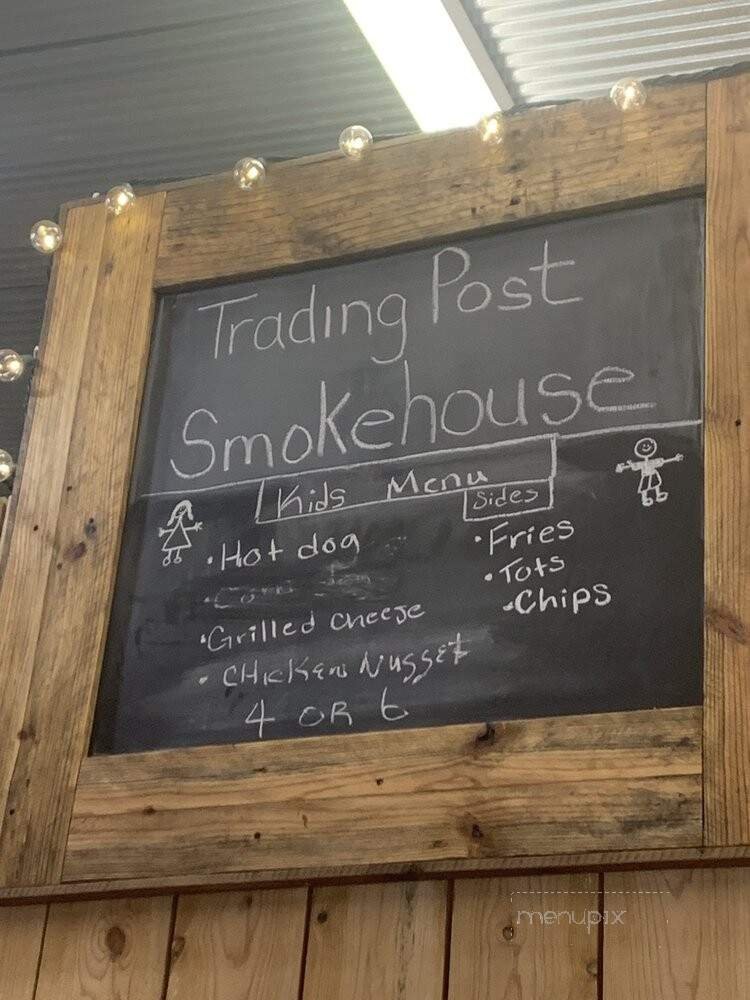 Trading Post
Smokehouse
Kids Menu
• Hot dog
• Grilled cheese
• CHicKen Nugget
4 OR 6
Sides
• Fries
• Tots
• Chips
menupix